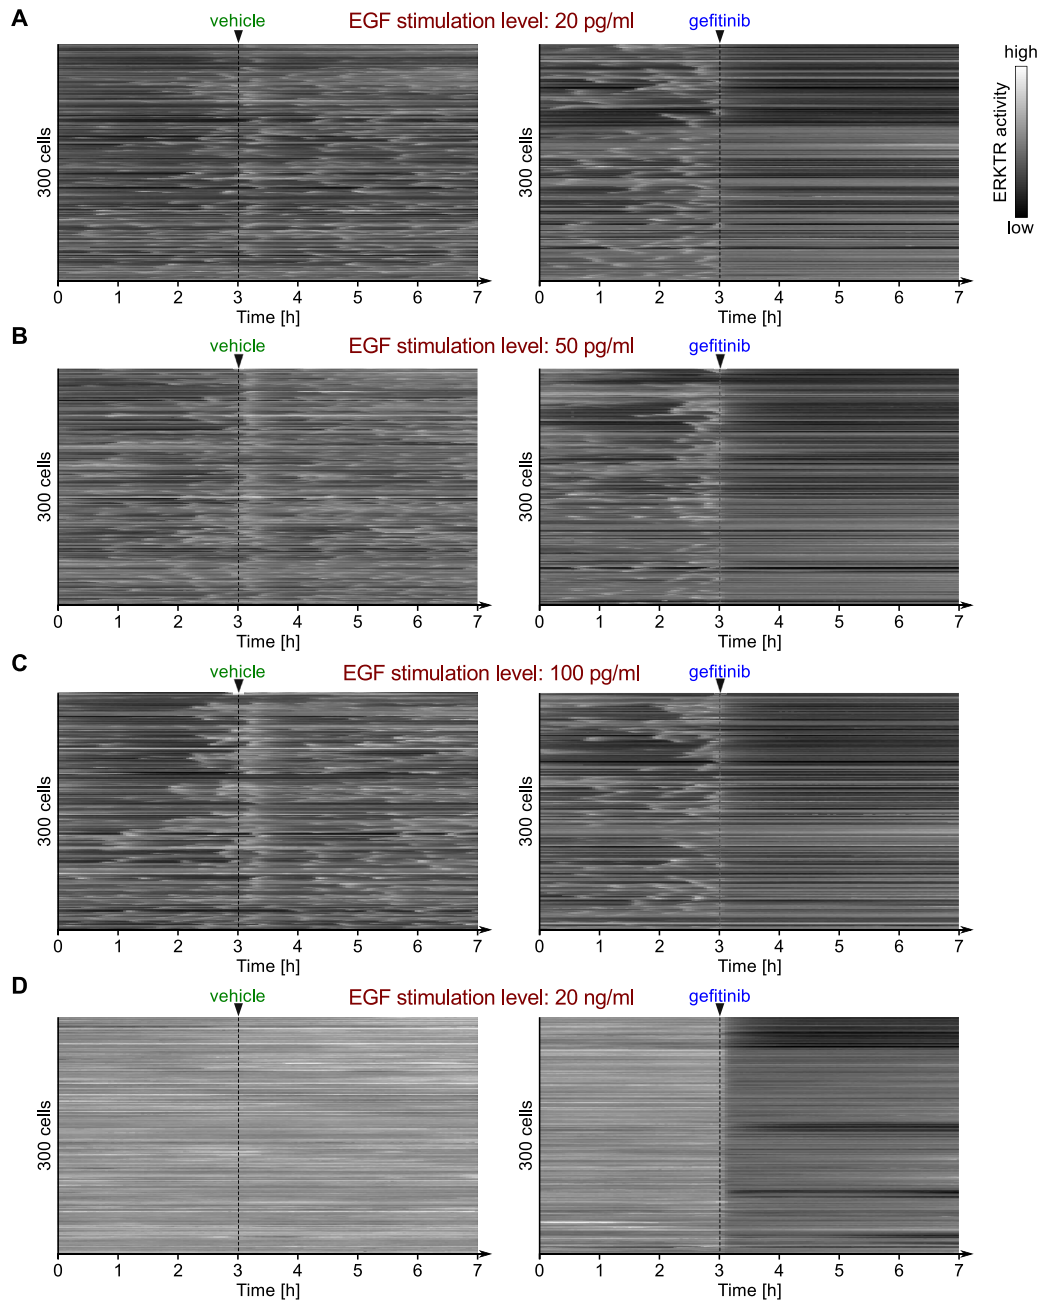 A
EGF stimulation level: 20 pg/ml
vehicle
gefitinib
high
ERKTR activity
low
300 cells
300 cells
0 1 2 3 4 5 6 7
0 1 2 3 4 5 6 7
Time [h]
Time [h]
B
EGF stimulation level: 50 pg/ml
vehicle
gefitinib
300 cells
300 cells
0 1 2 3 4 5 6 7
0 1 2 3 4 5 6 7
Time [h]
Time [h]
C
EGF stimulation level: 100 pg/ml
vehicle
gefitinib
300 cells
300 cells
0 1 2 3 4 5 6 7
0 1 2 3 4 5 6 7
Time [h]
Time [h]
D
EGF stimulation level: 20 ng/ml
vehicle
gefitinib
300 cells
300 cells
0 1 2 3 4 5 6 7
0 1 2 3 4 5 6 7
Time [h]
Time [h]